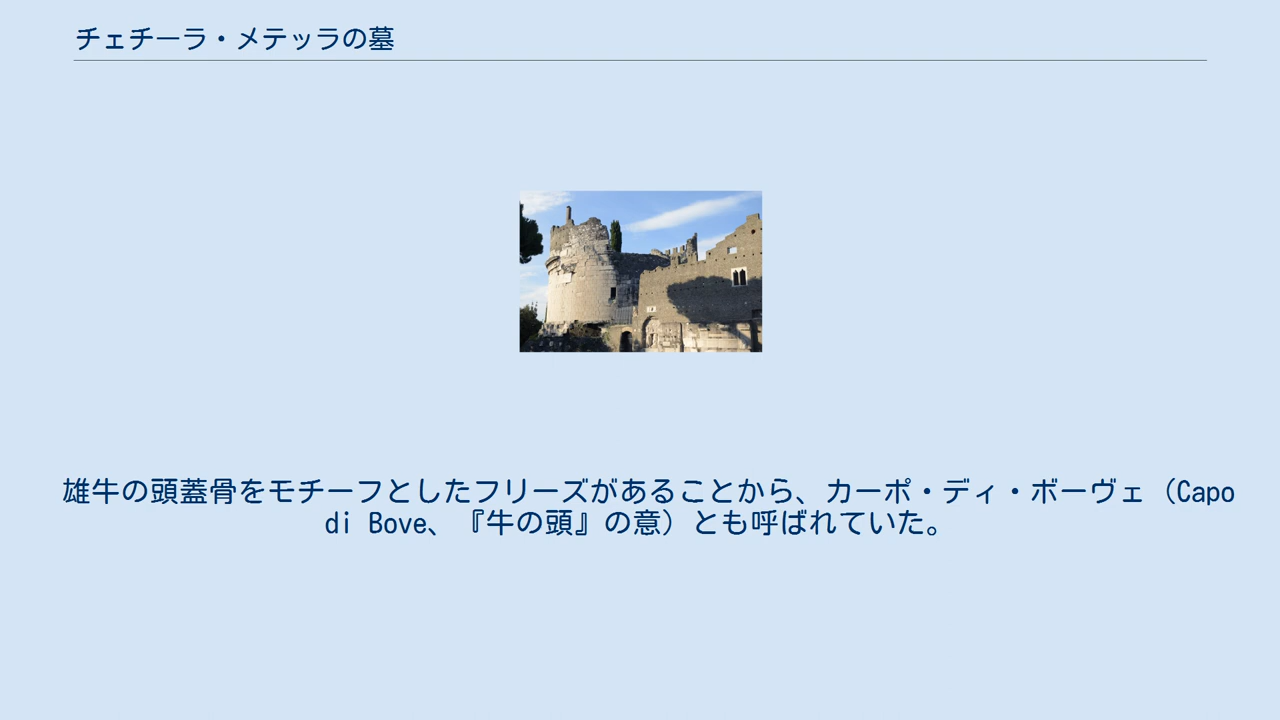 チェチーラ・メテッラの墓
雄牛の頭蓋骨をモチーフとしたフリーズがあることから、カーポ・ディ・ボーヴェ（Capo
di Bove、『牛の頭』の意）とも呼ばれていた。